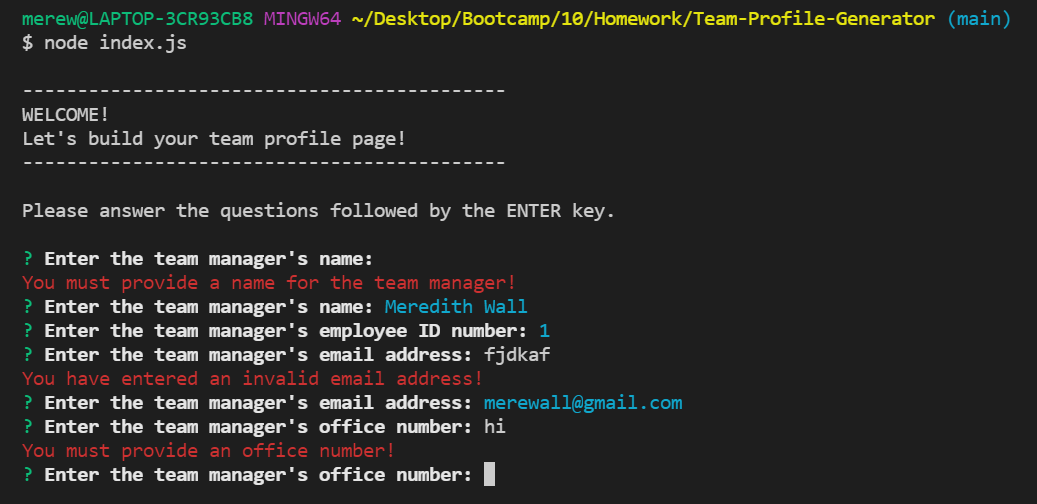 merew@LAPTOP-3CR93CB8 MINGW64 ~/Desktop/Bootcamp/10/Homework/Team-Profile-Generator (main)
$ node index.js
--------------------------------------------
WELCOME!
Let's build your team profile page!
--------------------------------------------
Please answer the questions followed by the ENTER key.
? Enter the team manager's name:
You must provide a name for the team manager!
? Enter the team manager's name: Meredith Wall
? Enter the team manager's employee ID number: 1
? Enter the team manager's email address: fjdkaf
You have entered an invalid email address!
? Enter the team manager's email address: merewall@gmail.com
? Enter the team manager's office number: hi
You must provide an office number!
? Enter the team manager's office number: